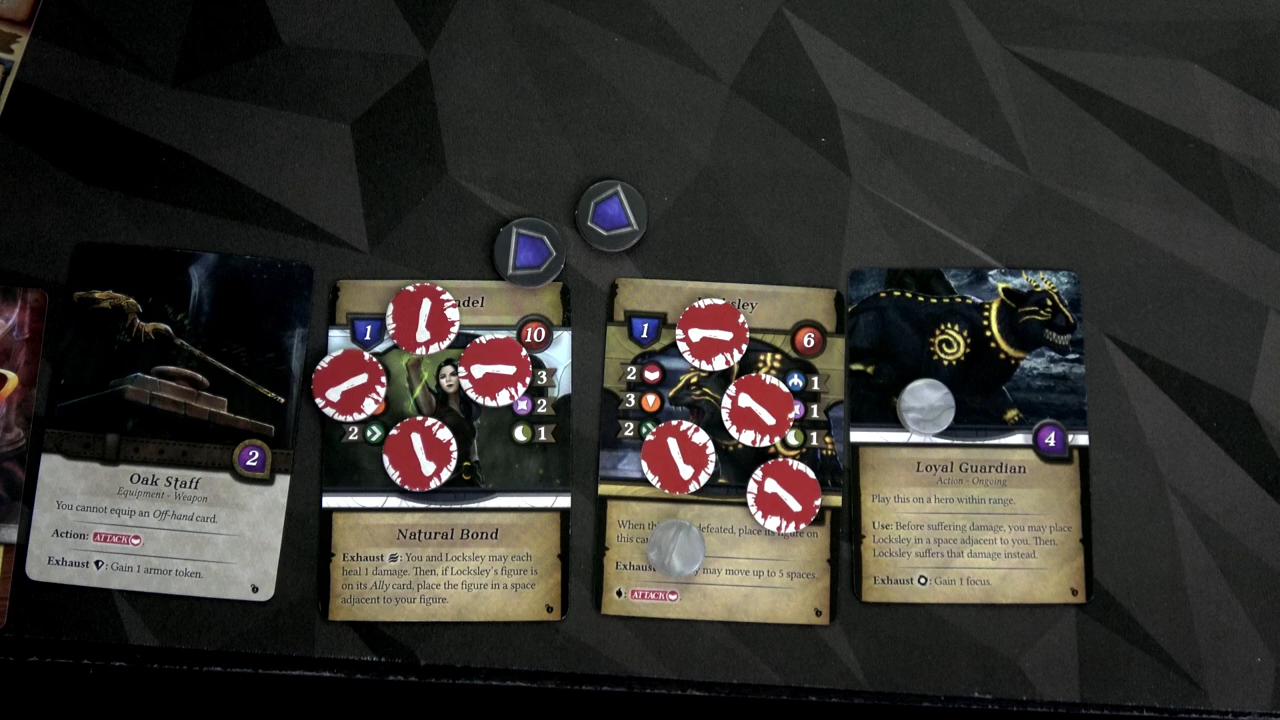 Oak Staff
Equipment - Weapon
2
You cannot equip an Off-hand card.
Action: ATTACK
Exhaust : Gain 1 armor token.
1
10
3
2
2
1
Natural Bond
Exhaust : You and Locksley may each
heal 1 damage. Then, if Locksley's figure is
on its Ally card, place the figure in a space
adjacent to your figure.
1
6
2
1
3
1
2
1
When defeated, place its figure on
this
Exhaust may move up to 5 spaces.
: ATTACK.
4
Loyal Guardian
Action - Ongoing
Play this on a hero within range.
Use: Before suffering damage, you may place
Locksley in a space adjacent to you. Then,
Locksley suffers that damage instead.
Exhaust : Gain 1 focus.